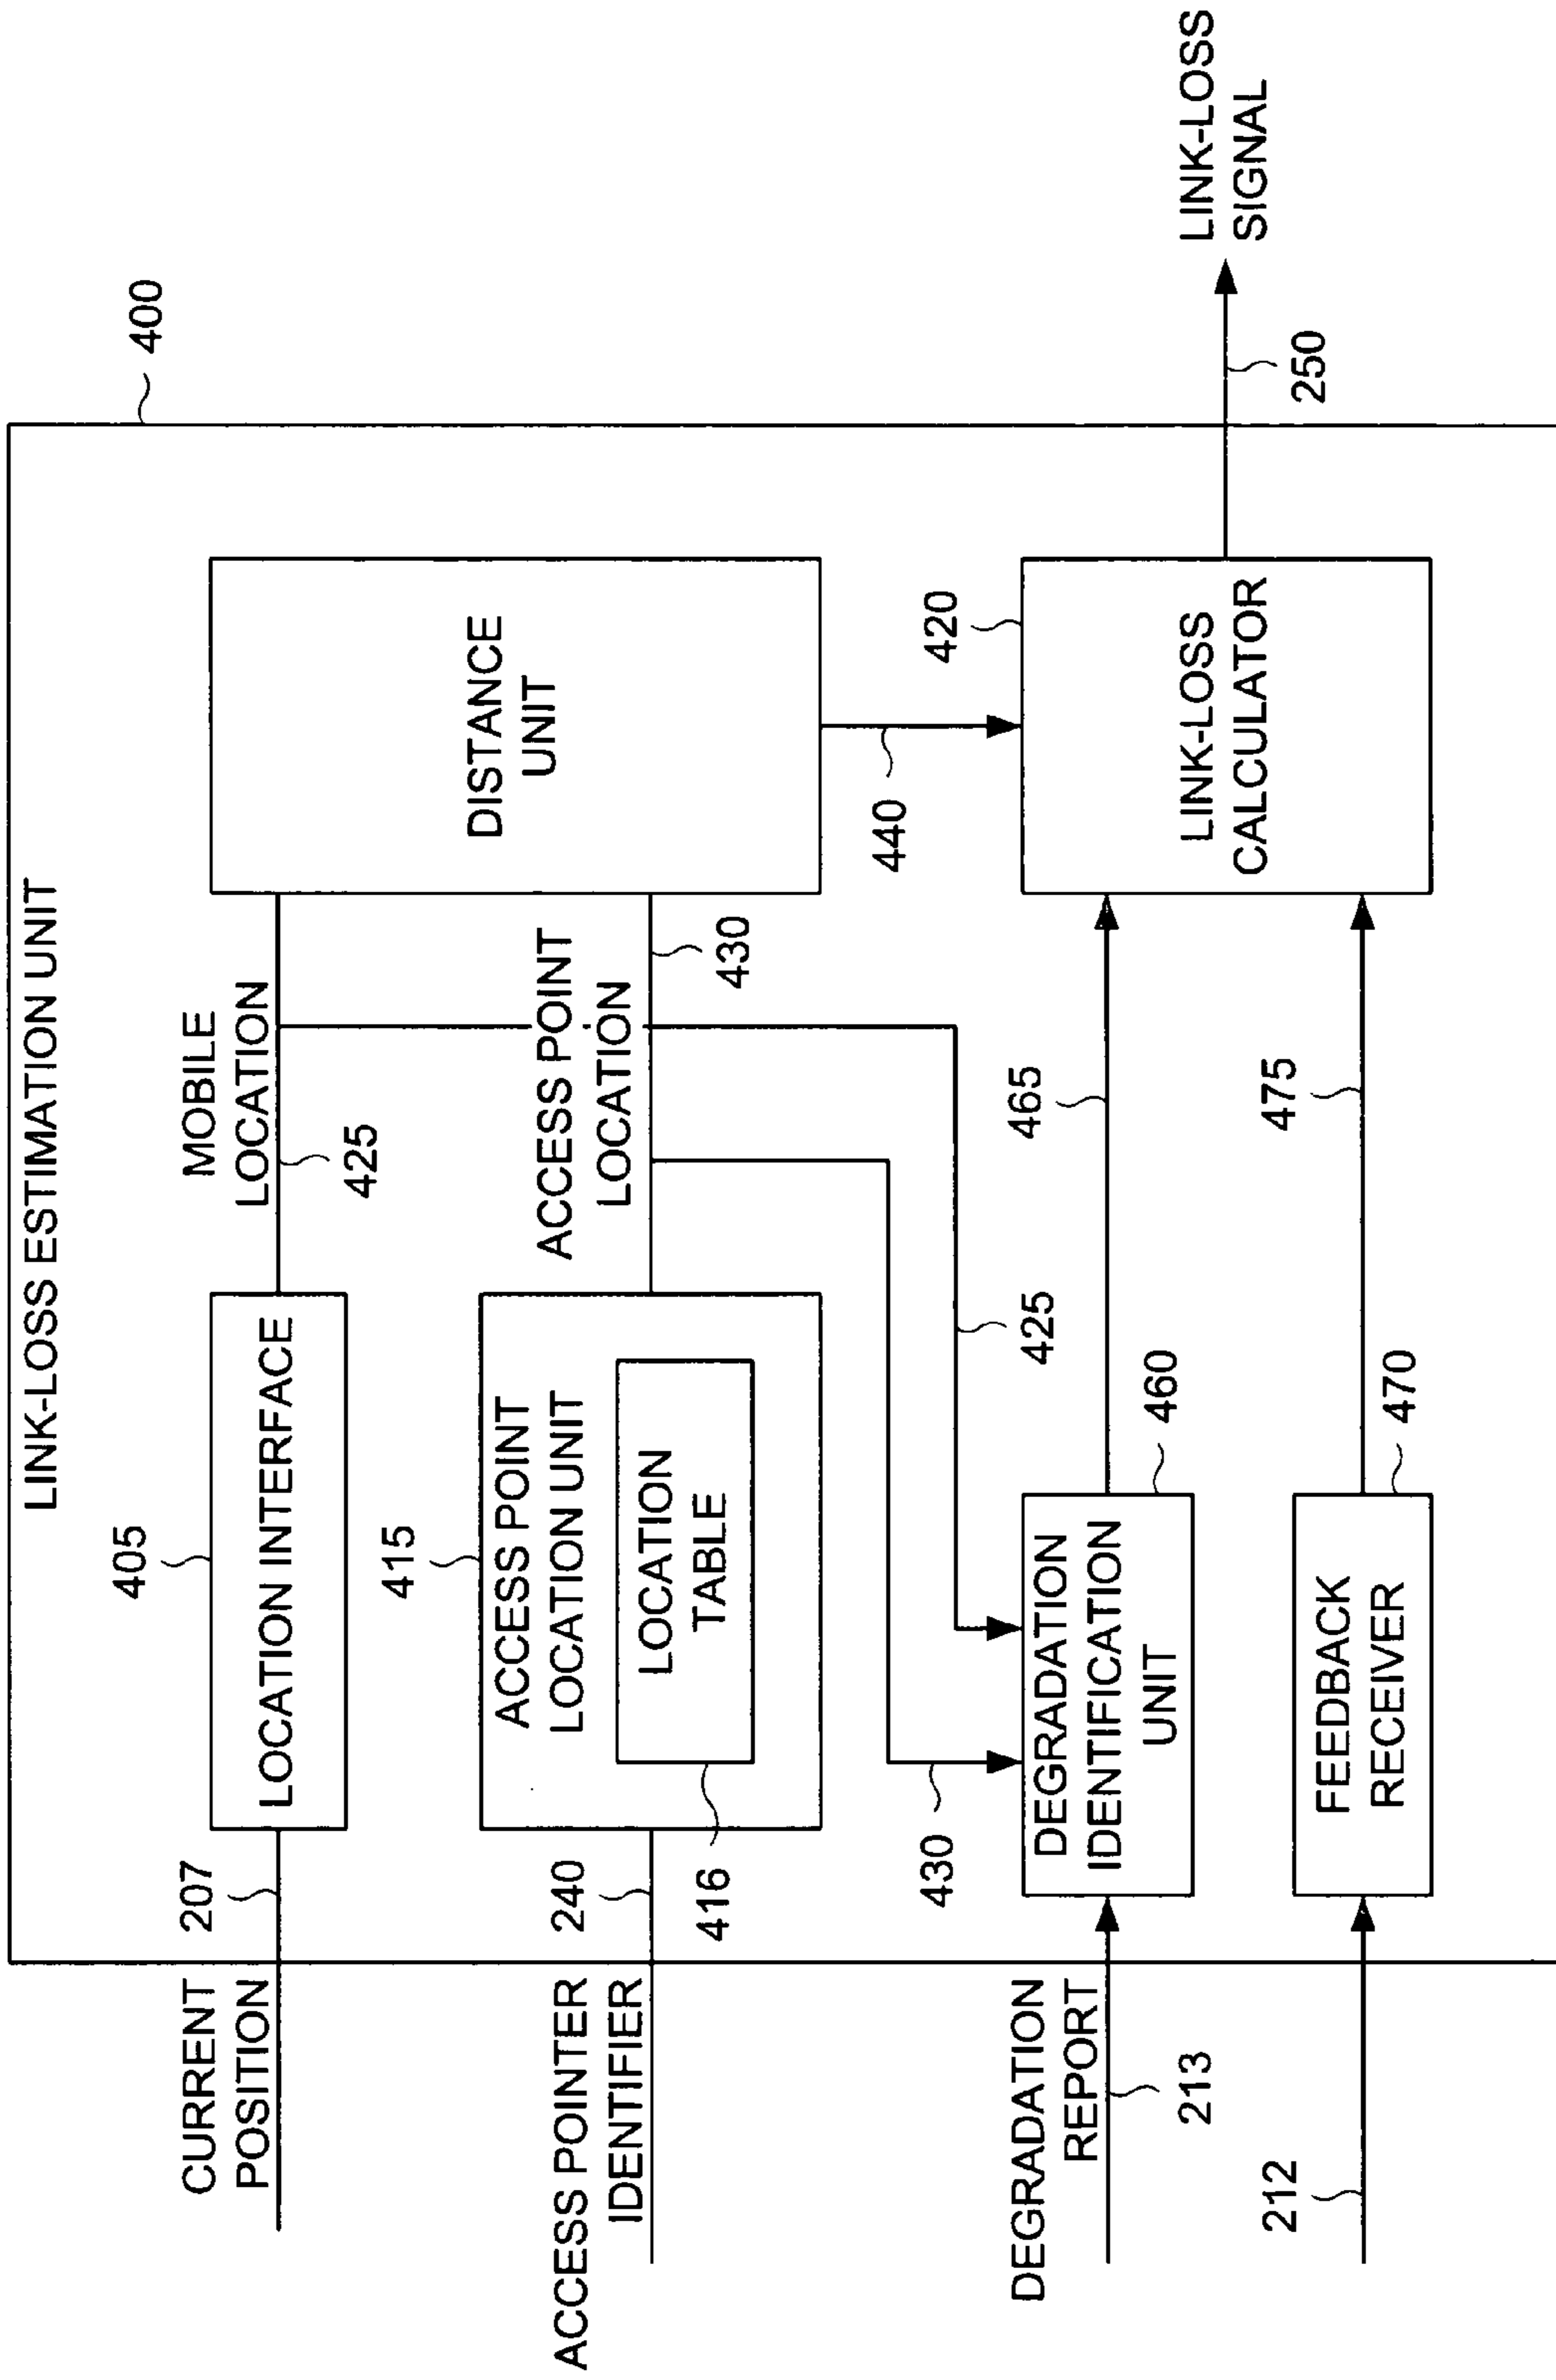 LINK-LOSS ESTIMATION UNIT
400
CURRENT
POSITION
207
405
LOCATION INTERFACE
MOBILE
LOCATION
425
DISTANCE
UNIT
ACCESS POINTER
IDENTIFIER
240
415
ACCESS POINT
LOCATION UNIT
LOCATION
TABLE
416
ACCESS POINT
LOCATION
430
440
420
430
425
DEGRADATION
REPORT
213
DEGRADATION
IDENTIFICATION
UNIT
460
465
LINK-LOSS
CALCULATOR
LINK-LOSS
SIGNAL
250
212
FEEDBACK
RECEIVER
470
475